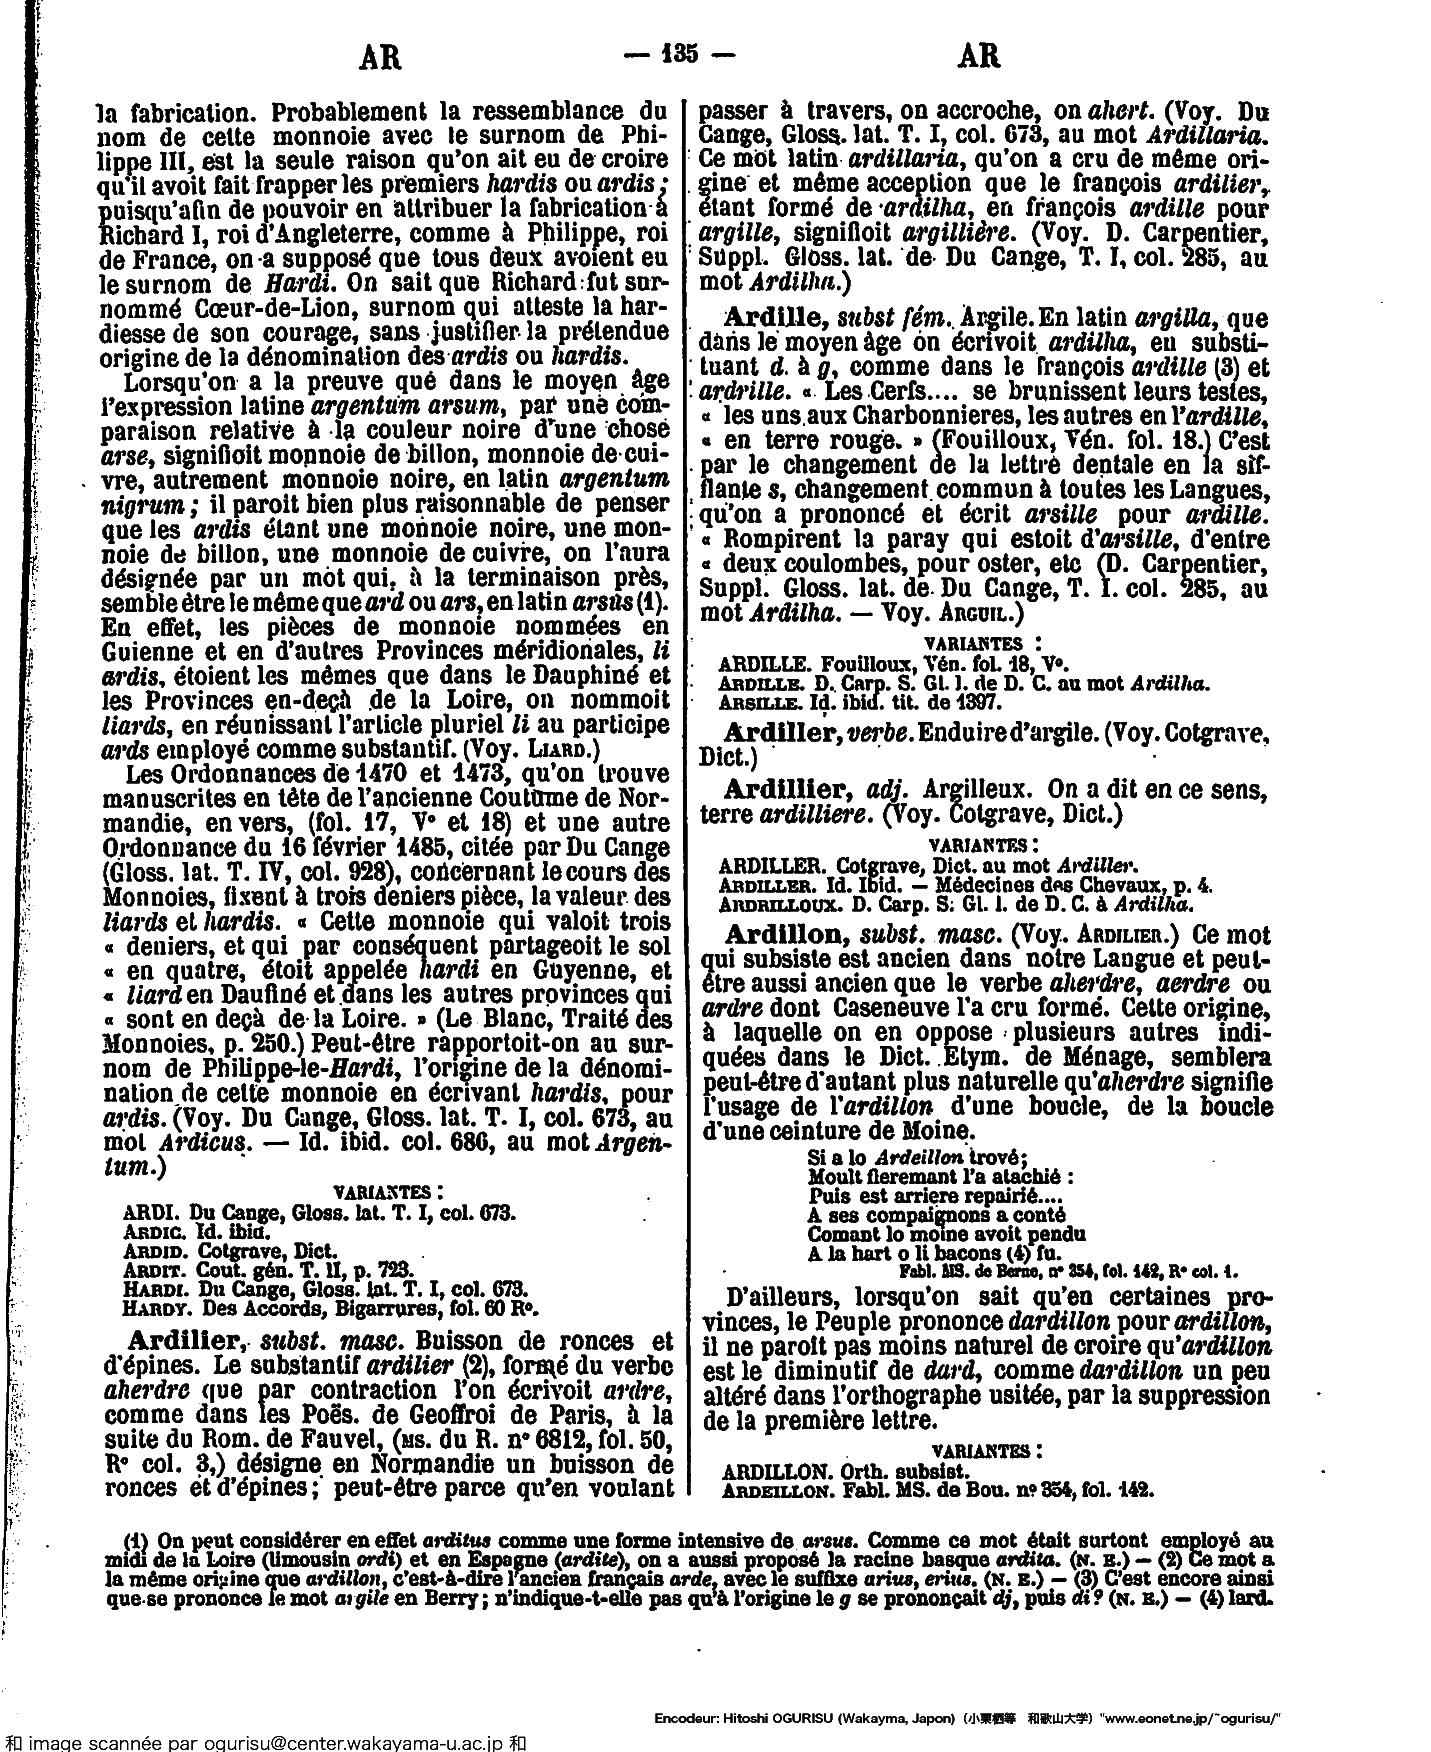 AR — 135 — AR
la fabrication. Probablement la ressemblance du
nom de cette monnoie avec le surnom de Phi-
lippe III, est la seule raison qu'on ait eu de croire
qu'il avoit fait frapper les premiers hardis ou ardis ;
puisqu'afin de pouvoir en attribuer la fabrication à
Richard I, roi d'Angleterre, comme à Philippe, roi
de France, on a supposé que tous deux avoient eu
le surnom de Hardi. On sait que Richard fut sur-
nommé Cœur-de-Lion, surnom qui atteste la har-
diesse de son courage, sans justifier la prétendue
origine de la dénomination des ardis ou hardis.
Lorsqu'on a la preuve qué dans le moyen âge
l'expression latine argentum arsum, par une com-
paraison relative à la couleur noire d'une chose
arse, signifioit monnoie de billon, monnoie de cui-
vre, autrement monnoie noire, en latin argentum
nigrum ; il paroit bien plus raisonnable de penser
que les ardis étant une monnoie noire, une mon-
noie de billon, une monnoie de cuivre, on l'aura
désignée par un mot qui, à la terminaison près,
semble être le même que ard ou ars, en latin arsus (1).
En effet, les pièces de monnoie nommées en
Guienne et en d'autres Provinces méridionales, li
ardis, étoient les mêmes que dans le Dauphiné et
les Provinces en-deçà de la Loire, on nommoit
liards, en réunissant l'article pluriel li au participe
ards employé comme substantif. (Voy. LIARD.)
Les Ordonnances de 1470 et 1473, qu'on trouve
manuscrites en tête de l'ancienne Coutume de Nor-
mandie, en vers, (fol. 17, V° et 18) et une autre
Ordonnance du 16 février 1485, citée par Du Cange
(Gloss. lat. T. IV, col. 928), concernant le cours des
Monnoies, fixent à trois deniers pièce, la valeur des
liards et hardis. « Cette monnoie qui valoit trois
« deniers, et qui par conséquent partageoit le sol
« en quatre, étoit appelée hardi en Guyenne, et
« liard en Daufiné et dans les autres provinces qui
« sont en deçà de la Loire. » (Le Blanc, Traité des
Monnoies, p. 250.) Peut-être rapportoit-on au sur-
nom de Philippe-le-Hardi, l'origine de la dénomi-
nation de cette monnoie en écrivant hardis, pour
ardis. (Voy. Du Cange, Gloss. lat. T. I, col. 673, au
mot Ardicus. — Id. ibid. col. 686, au mot Argen-
tum.)
VARIANTES :
ARDI. Du Cange, Gloss. lat. T. I, col. 673.
ARDIC. Id. ibid.
ARDID. Cotgrave, Dict.
ARDIT. Cout. gén. T. II, p. 723.
HARDI. Du Cange, Gloss. lat. T. I, col. 673.
HARDY. Des Accords, Bigarrures, fol. 60 R°.
Ardilier, subst. masc. Buisson de ronces et
d'épines. Le substantif ardilier (2), formé du verbe
aherdre que par contraction l'on écrivoit ardre,
comme dans les Poës. de Geoffroi de Paris, à la
suite du Rom. de Fauvel, (MS. du R. n° 6812, fol. 50,
R° col. 3,) désigne en Normandie un buisson de
ronces et d'épines ; peut-être parce qu'en voulant
passer à travers, on accroche, on ahert. (Voy. Du
Cange, Gloss. lat. T. I, col. 673, au mot Ardillaria.
Ce mot latin ardillaria, qu'on a cru de même ori-
gine et même acception que le françois ardilier,
étant formé de ardilha, en françois ardille pour
argille, signifioit argillière. (Voy. D. Carpentier,
Suppl. Gloss. lat. de Du Cange, T. I, col. 285, au
mot Ardilha.)
Ardille, subst fém. Argile. En latin argilla, que
dans le moyen âge on écrivoit ardilha, en substi-
tuant d. à g, comme dans le françois ardille (3) et
ardrille. « Les Cerfs.... se brunissent leurs testes,
« les uns aux Charbonnieres, les autres en l'ardille,
« en terre rouge. » (Fouilloux, Vén. fol. 18.) C'est
par le changement de la lettre dentale en la sif-
flante s, changement commun à toutes les Langues,
qu'on a prononcé et écrit arsille pour ardille.
« Rompirent la paray qui estoit d'arsille, d'entre
« deux coulombes, pour oster, etc (D. Carpentier,
Suppl. Gloss. lat. de Du Cange, T. I. col. 285, au
mot Ardilha. — Voy. ARGUIL.)
VARIANTES :
ARDILLE. Fouilloux, Vén. fol. 18, V°.
ARDILLE. D. Carp. S. Gl. l. de D. C. au mot Ardilha.
ARSILLE. Id. ibid. tit. de 1397.
Ardiller, verbe. Enduire d'argile. (Voy. Cotgrave,
Dict.)
Ardillier, adj. Argilleux. On a dit en ce sens,
terre ardilliere. (Voy. Cotgrave, Dict.)
VARIANTES :
ARDILLER. Cotgrave, Dict. au mot Ardiller.
ARDILLER. Id. Ibid. — Médecines des Chevaux, p. 4.
ARDRILLOUX. D. Carp. S. Gl. l. de D. C. à Ardilha.
Ardillon, subst. masc. (Voy. ARDILIER.) Ce mot
qui subsiste est ancien dans notre Langue et peut-
être aussi ancien que le verbe aherdre, aerdre ou
ardre dont Caseneuve l'a cru formé. Cette origine,
à laquelle on en oppose plusieurs autres indi-
quées dans le Dict. Etym. de Ménage, semblera
peut-être d'autant plus naturelle qu'aherdre signifie
l'usage de l'ardillon d'une boucle, de la boucle
d'une ceinture de Moine.
Si a lo Ardeillon trové ;
Moult fieremant l'a atachié :
Puis est arriere repairié....
A ses compaignons a conté
Comant lo moine avoit pendu
A la hart o li bacons (4) fu.
Fabl. MS. de Berne, n° 354, fol. 142, R° col. 1.
D'ailleurs, lorsqu'on sait qu'en certaines pro-
vinces, le Peuple prononce dardillon pour ardillon,
il ne paroît pas moins naturel de croire qu'ardillon
est le diminutif de dard, comme dardillon un peu
altéré dans l'orthographe usitée, par la suppression
de la première lettre.
VARIANTES :
ARDILLON. Orth. subsist.
ARDEILLON. Fabl. MS. de Bou. n° 354, fol. 142.
(1) On peut considérer en effet arditus comme une forme intensive de arsus. Comme ce mot était surtont employé au
midi de la Loire (limousin ordi) et en Espagne (ardite), on a aussi proposé la racine basque ardita. (N. E.) — (2) Ce mot a
la même origine que ardillon, c'est-à-dire l'ancien français arde, avec le suffixe arius, erius. (N. E.) — (3) C'est encore ainsi
que se prononce le mot argile en Berry ; n'indique-t-elle pas qu'à l'origine le g se prononçait dj, puis di ? (N. E.) — (4) lard.
Encodeur: Hitoshi OGURISU (Wakayma, Japon) (小栗栖等 和歌山大学) "www.eonet.ne.jp/~ogurisu/"
和 image scannée par ogurisu@center.wakayama-u.ac.jp 和